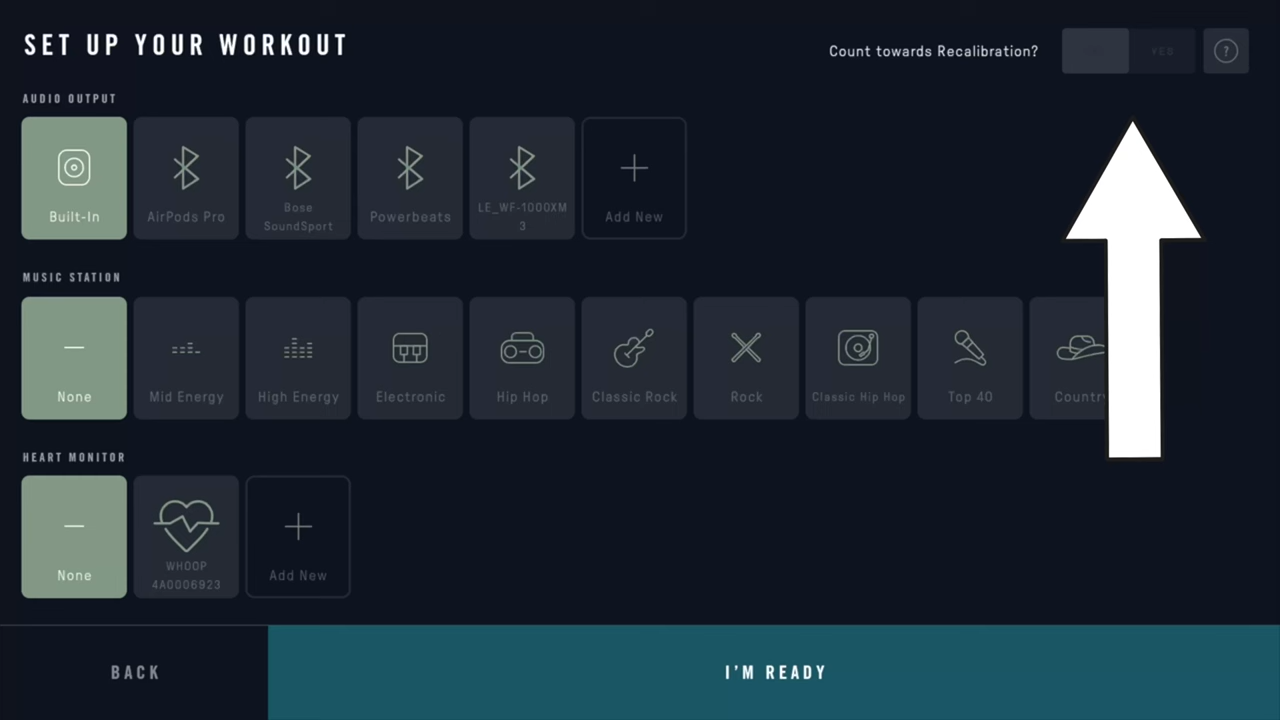 SET UP YOUR WORKOUT
Count towards Recalibration?
YES
?
AUDIO OUTPUT
Built-In
AirPods Pro
Bose
SoundSport
Powerbeats
LE_WF-1000XM
3
Add New
MUSIC STATION
None
Mid Energy
High Energy
Electronic
Hip Hop
Classic Rock
Rock
Classic Hip Hop
Top 40
Country
HEART MONITOR
None
WHOOP
4A0006923
Add New
BACK
I'M READY